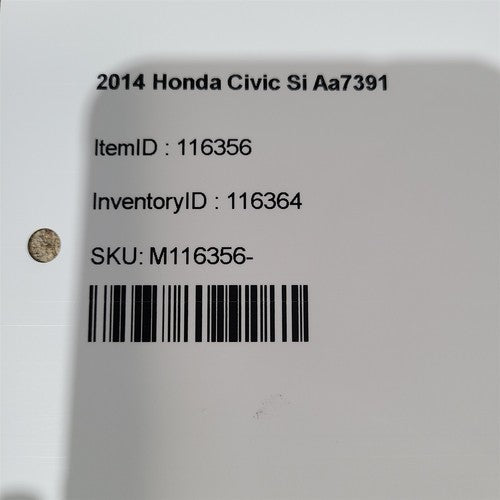 2014 Honda Civic Si Aa7391
ItemID : 116356
InventoryID : 116364
SKU: M116356-